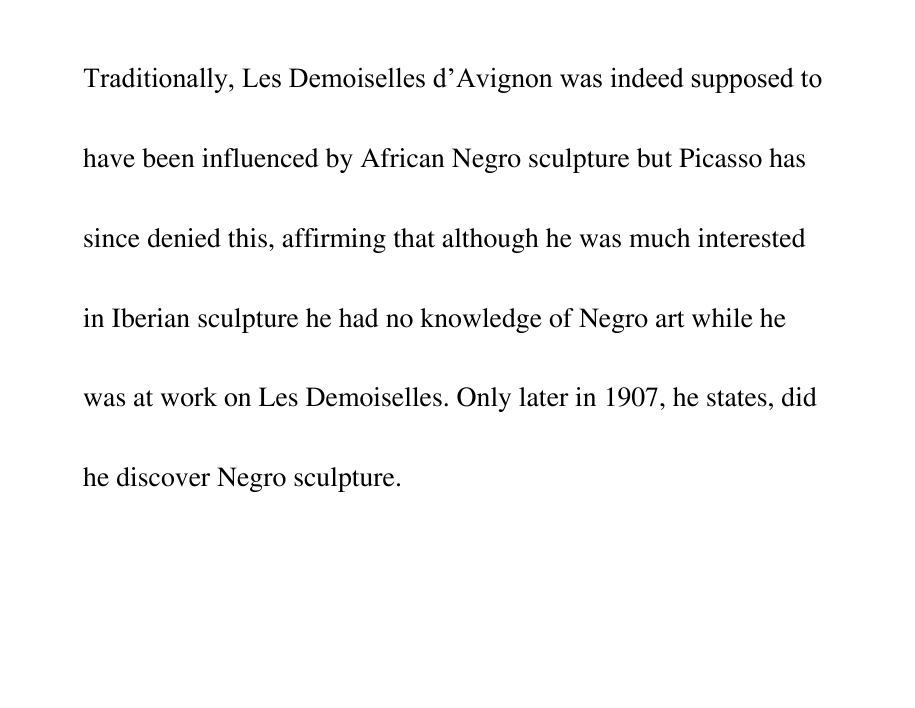 Traditionally, Les Demoiselles d’Avignon was indeed supposed to
have been influenced by African Negro sculpture but Picasso has
since denied this, affirming that although he was much interested
in Iberian sculpture he had no knowledge of Negro art while he
was at work on Les Demoiselles. Only later in 1907, he states, did
he discover Negro sculpture.